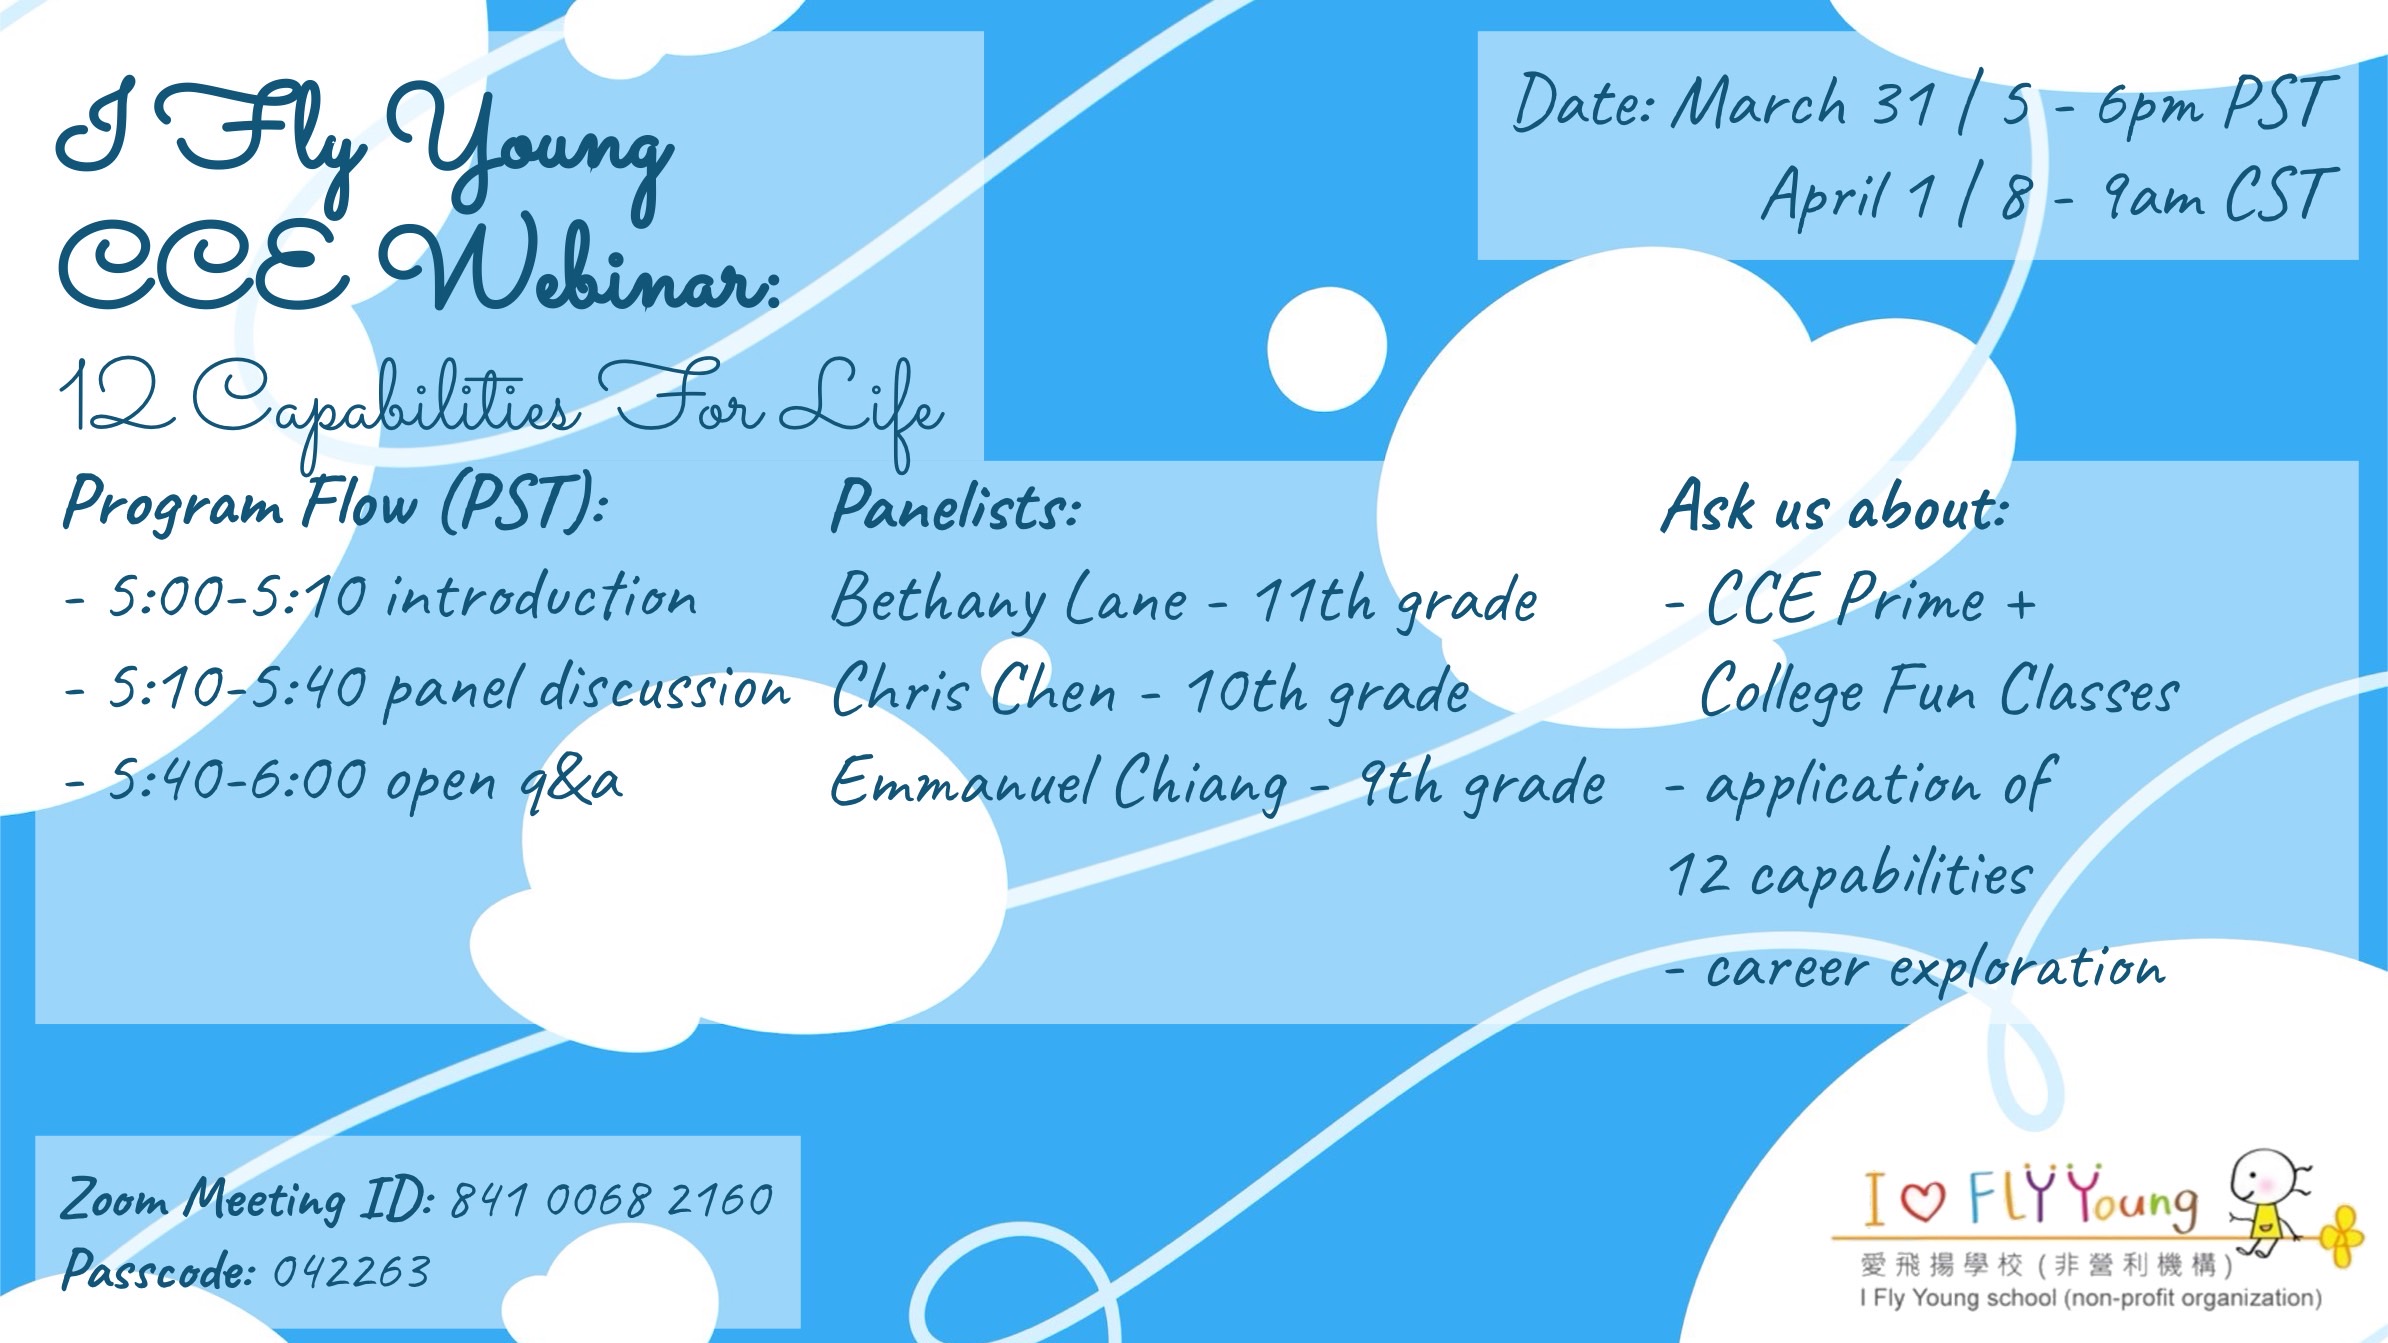 I Fly Young
CCE Webinar:
12 Capabilities For Life
Date: March 31 / 5 - 6pm PST
April 1 / 8 - 9am CST
Program Flow (PST):
- 5:00-5:10 introduction
- 5:10-5:40 panel discussion
- 5:40-6:00 open q&a
Panelists:
Bethany Lane - 11th grade
Chris Chen - 10th grade
Emmanuel Chiang - 9th grade
Ask us about:
- CCE Prime +
College Fun Classes
- application of
12 capabilities
- career exploration
Zoom Meeting ID: 841 0068 2160
Passcode: 042263
I ♡ FLY Young
愛飛揚學校 (非營利機構)
I Fly Young school (non-profit organization)